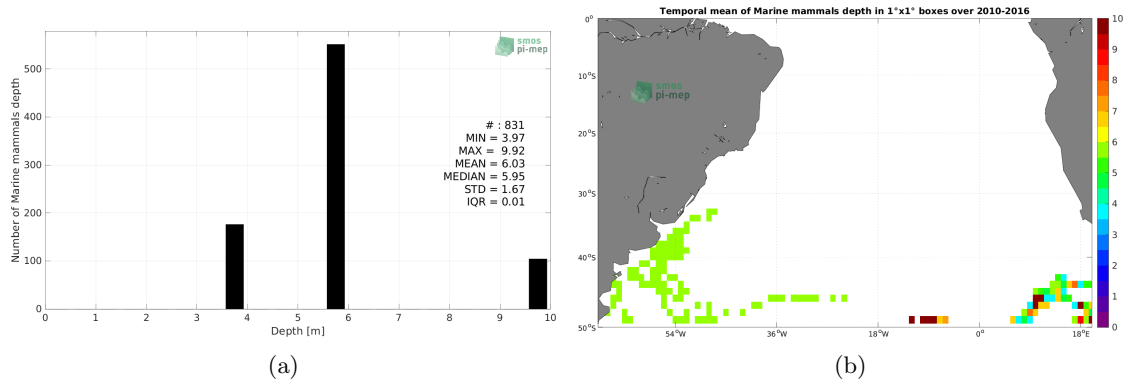 smos
pi-mep
Number of Marine mammals depth
500
400
300
200
100
0
# : 831
MIN = 3.97
MAX = 9.92
MEAN = 6.03
MEDIAN = 5.95
STD = 1.67
IQR = 0.01
0 1 2 3 4 5 6 7 8 9 10
Depth [m]
(a)
Temporal mean of Marine mammals depth in 1°x1° boxes over 2010-2016
0°
10°S
20°S
30°S
40°S
50°S
smos
pi-mep
54°W 36°W 18°W 0° 18°E
10
9
8
7
6
5
4
3
2
1
0
(b)